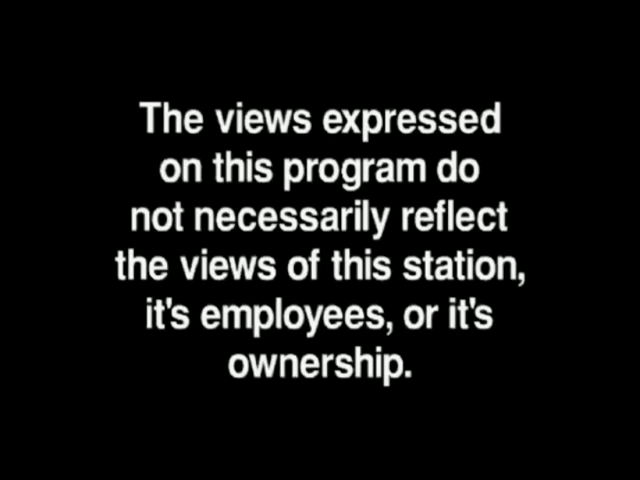 The views expressed
on this program do
not necessarily reflect
the views of this station,
it's employees, or it's
ownership.